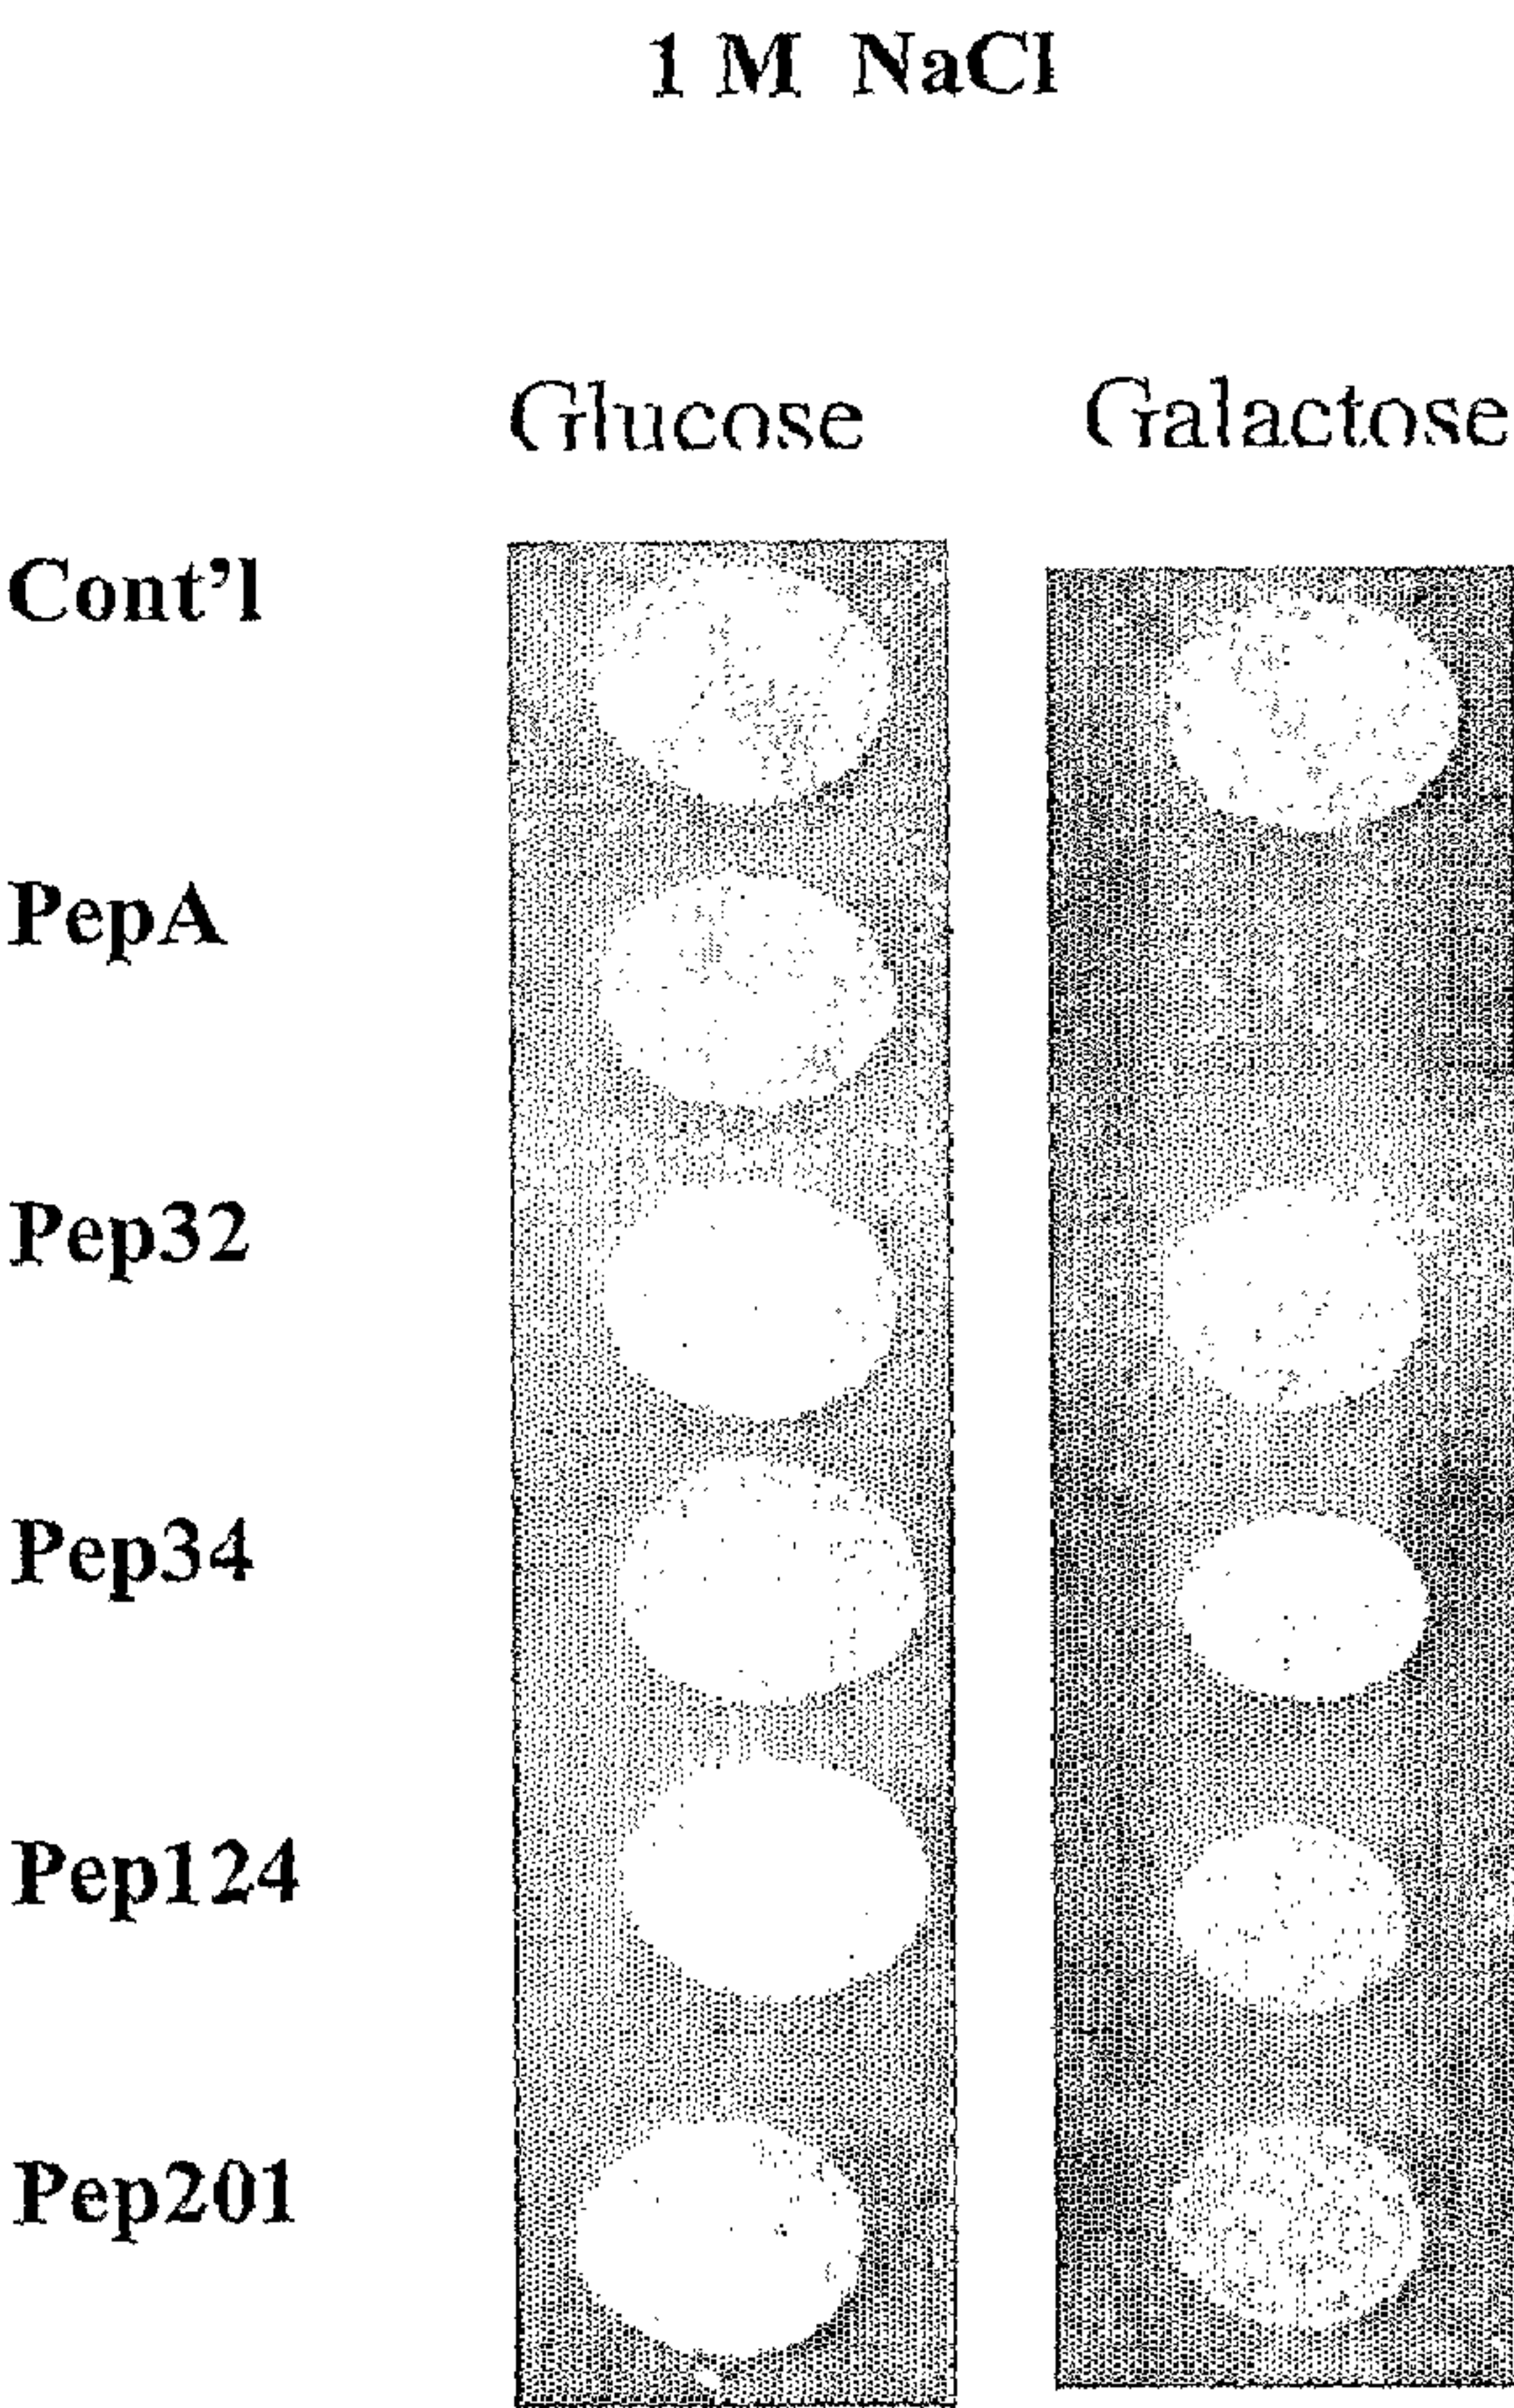 1 M NaCl
Glucose Galactose
Cont'l
PepA
Pep32
Pep34
Pep124
Pep201